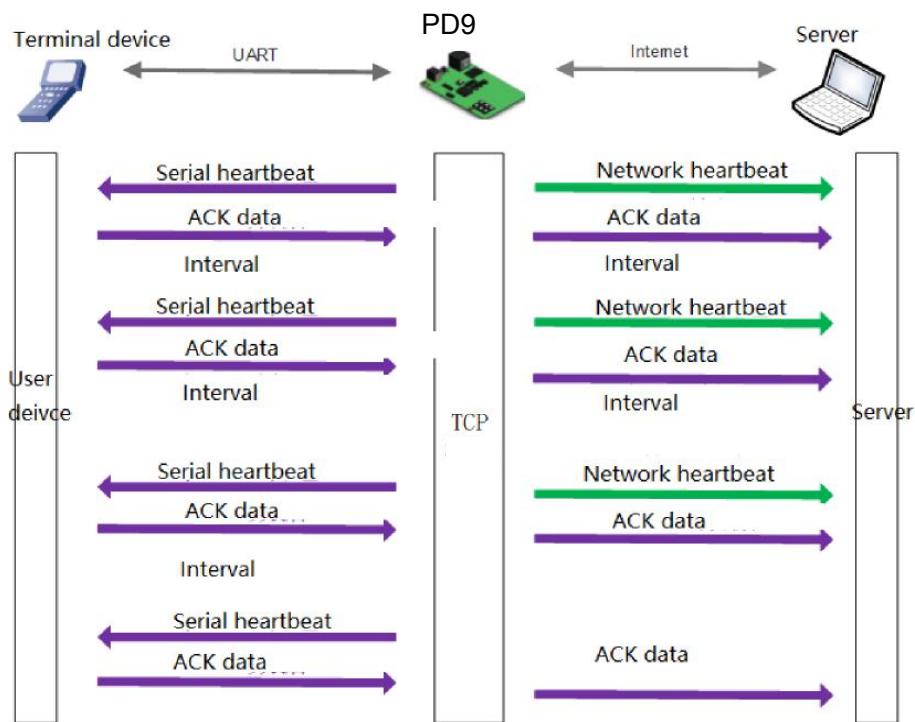 PD9
Terminal device
Server
UART
Internet
Serial heartbeat
Network heartbeat
ACK data
ACK data
Interval
Interval
Serial heartbeat
Network heartbeat
ACK data
ACK data
User
deivce
Interval
Interval
TCP
Server
Serial heartbeat
Network heartbeat
ACK data
ACK data
Interval
Serial heartbeat
ACK data
ACK data